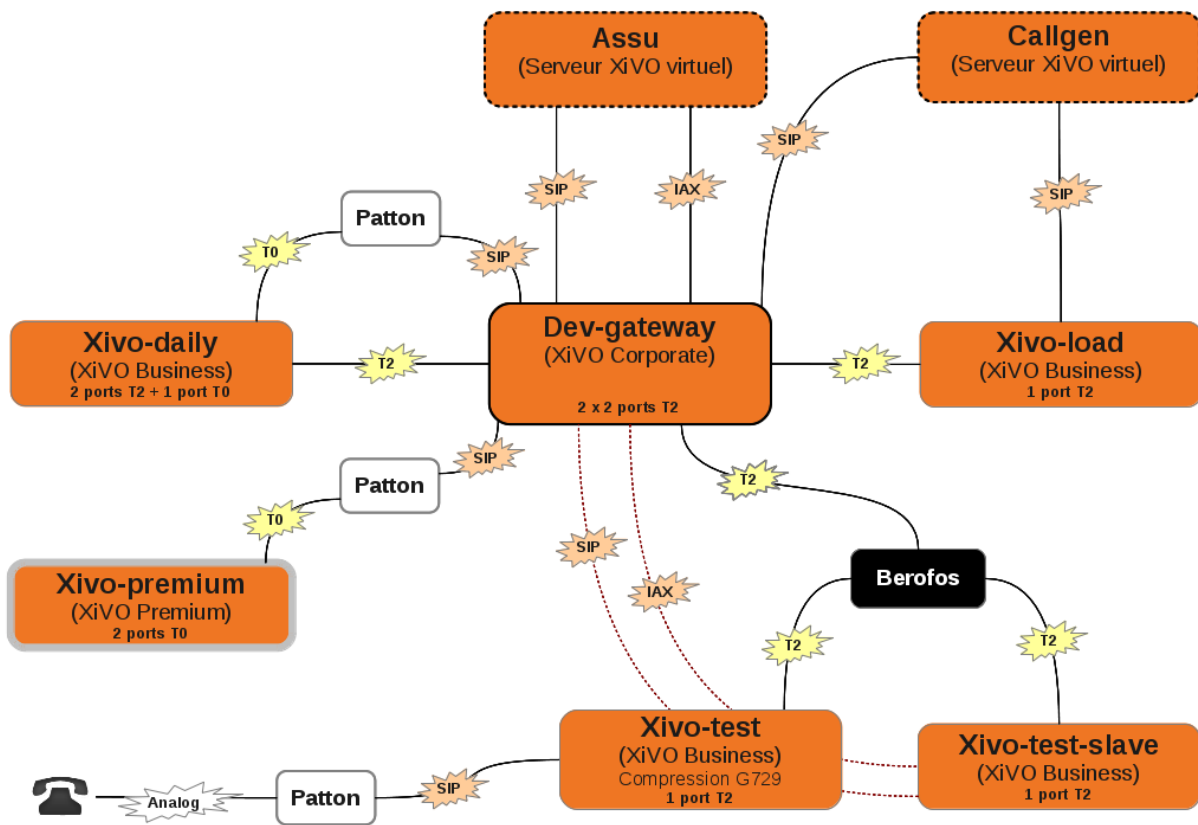 Assu
(Serveur XiVO virtuel)
Callgen
(Serveur XiVO virtuel)
SIP
SIP
IAX
SIP
Patton
T0
SIP
Xivo-daily
(XiVO Business)
2 ports T2 + 1 port T0
T2
Dev-gateway
(XiVO Corporate)
2 x 2 ports T2
T2
Xivo-load
(XiVO Business)
1 port T2
SIP
Patton
T0
T2
SIP
IAX
Berofos
Xivo-premium
(XiVO Premium)
2 ports T0
T2
T2
Xivo-test
(XiVO Business)
Compression G729
1 port T2
Xivo-test-slave
(XiVO Business)
1 port T2
Analog
Patton
SIP